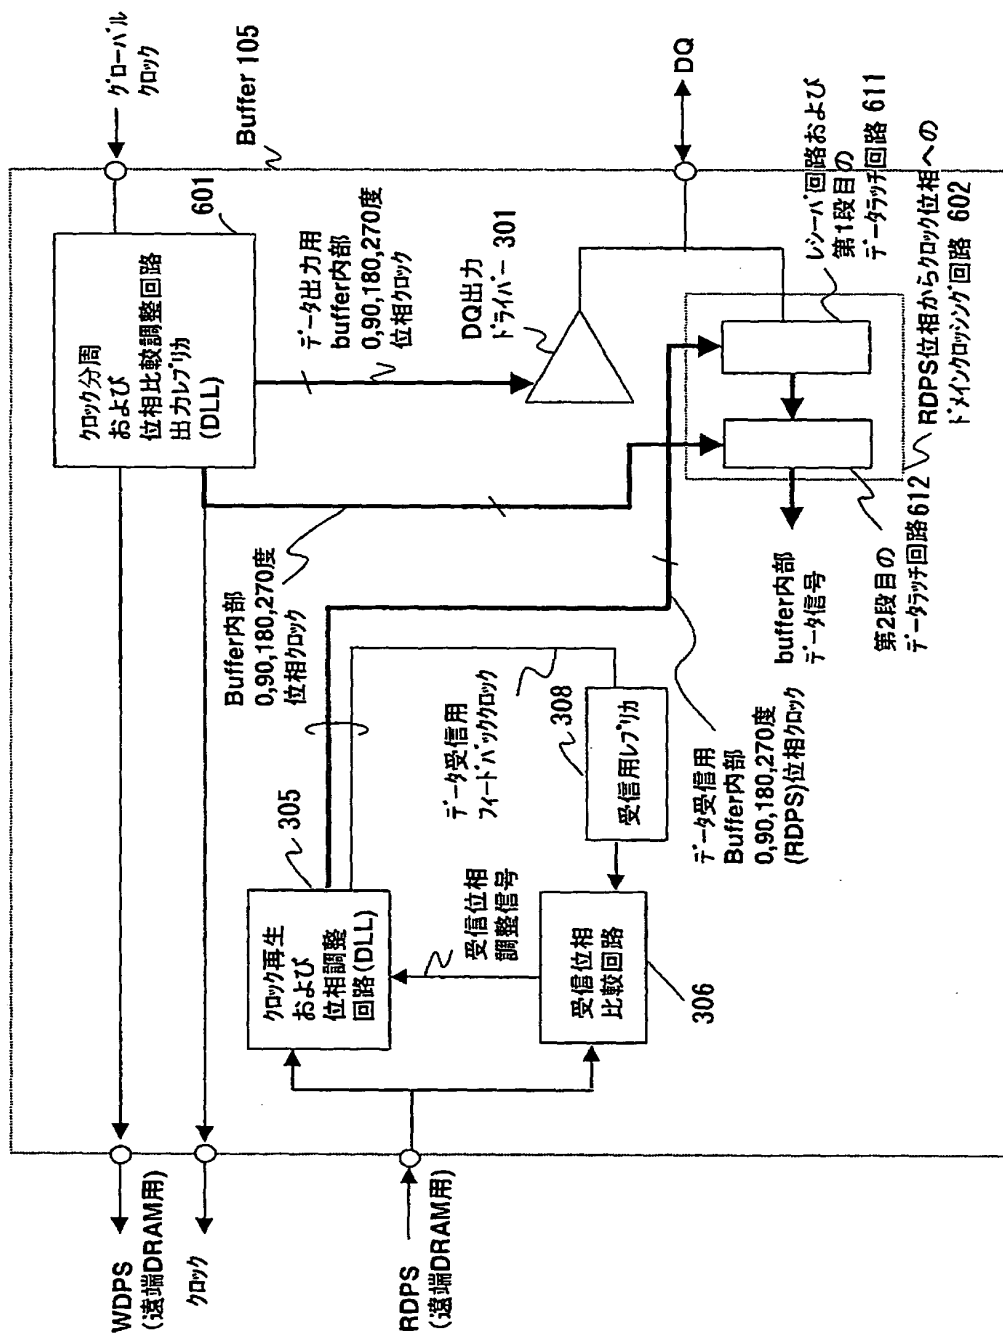 グローバル
クロック
Buffer 105
601
クロック分周
および
位相比較調整回路
出力レプリカ
(DLL)
データ出力用
buffer内部
0,90,180,270度
位相クロック
DQ出力
ドライバー 301
DQ
レシーバ回路および
第1段目の
データラッチ回路 611
RDPS位相からクロック位相への
ドメインクロッシング回路 602
第2段目の
データラッチ回路612
buffer内部
データ信号
Buffer内部
0,90,180,270度
位相クロック
305
クロック再生
および
位相調整
回路(DLL)
データ受信用
フィードバッククロック
308
受信用レプリカ
データ受信用
Buffer内部
0,90,180,270度
(RDPS)位相クロック
受信位相
調整信号
受信位相
比較回路
306
WDPS
(遠端DRAM用)
クロック
RDPS
(遠端DRAM用)